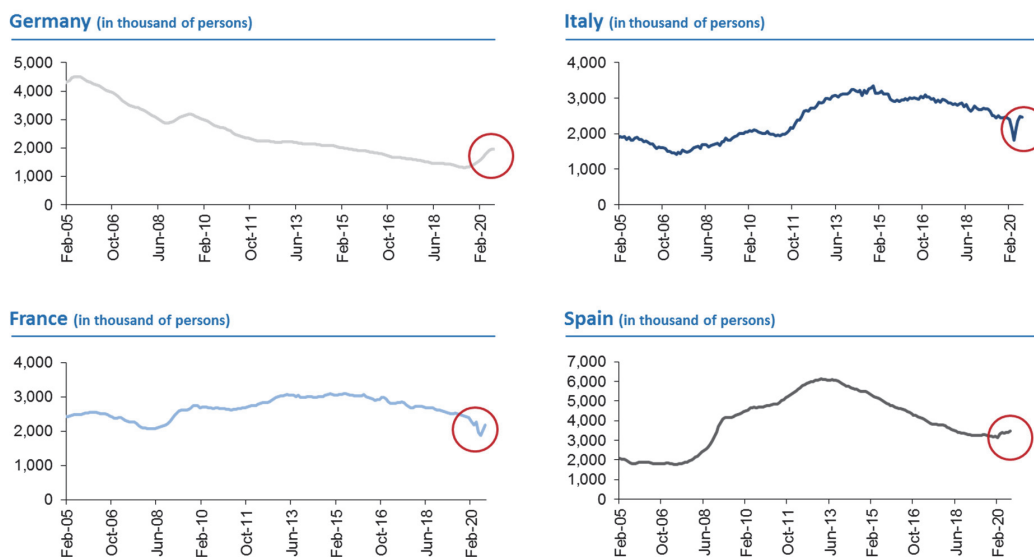 Germany (in thousand of persons)
5,000
4,000
3,000
2,000
1,000
0
Feb-05
Oct-06
Jun-08
Feb-10
Oct-11
Jun-13
Feb-15
Oct-16
Jun-18
Feb-20
Italy (in thousand of persons)
4,000
3,000
2,000
1,000
0
Feb-05
Oct-06
Jun-08
Feb-10
Oct-11
Jun-13
Feb-15
Oct-16
Jun-18
Feb-20
France (in thousand of persons)
4,000
3,000
2,000
1,000
0
Feb-05
Oct-06
Jun-08
Feb-10
Oct-11
Jun-13
Feb-15
Oct-16
Jun-18
Feb-20
Spain (in thousand of persons)
7,000
6,000
5,000
4,000
3,000
2,000
1,000
0
Feb-05
Oct-06
Jun-08
Feb-10
Oct-11
Jun-13
Feb-15
Oct-16
Jun-18
Feb-20